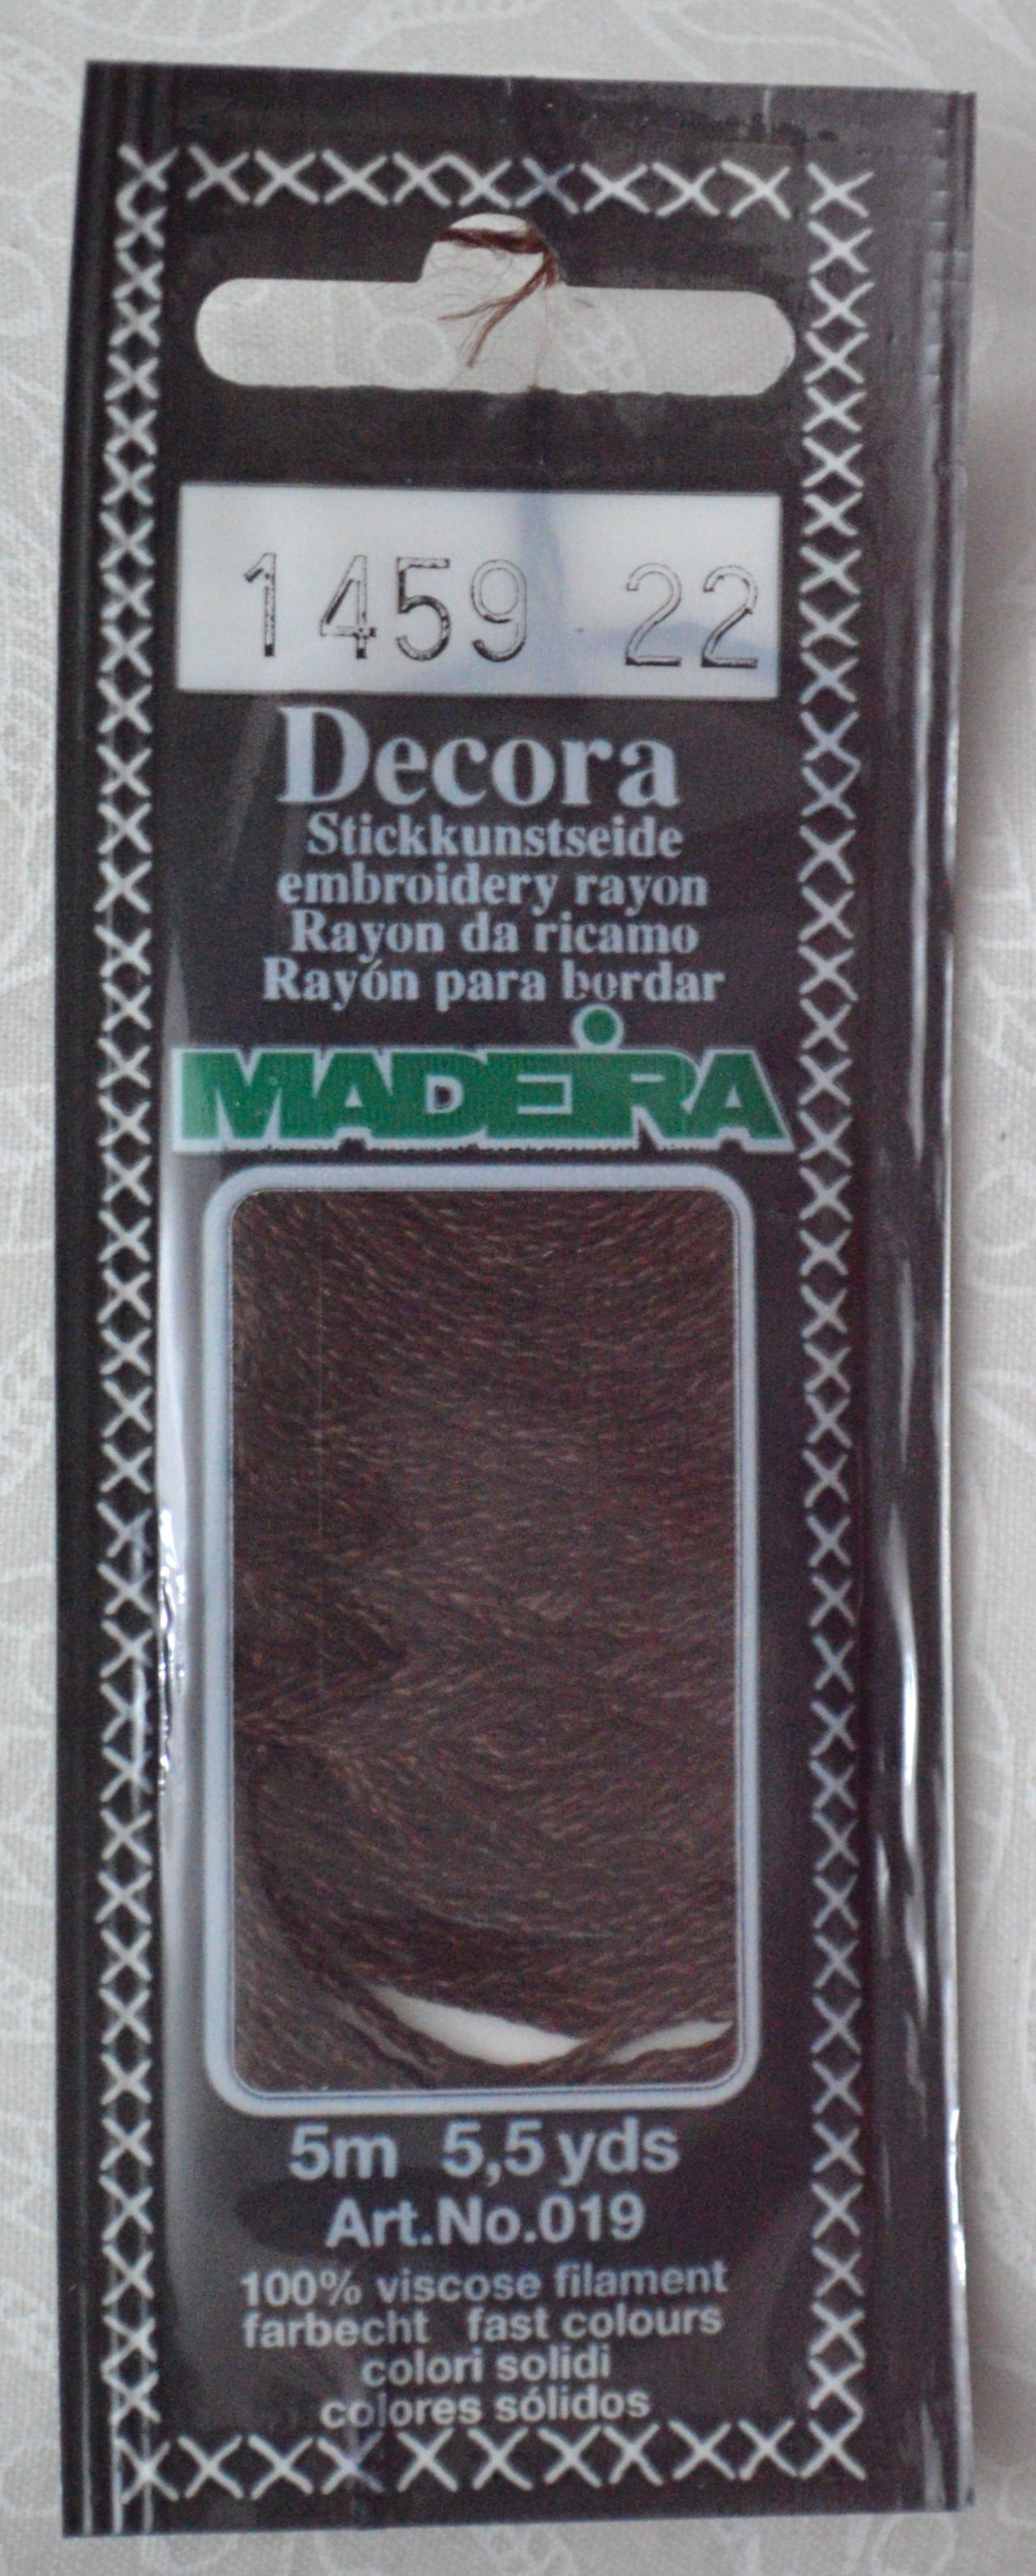 1459 22
Decora
Stickkunstseide
embroidery rayon
Rayon da ricamo
Rayón para bordar
MADEIRA
5m 5,5 yds
Art.No.019
100% viscose filament
farbecht fast colours
colori solidi
colores sólidos